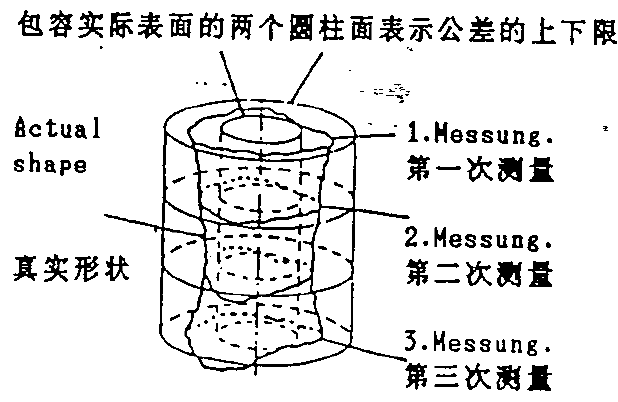 包容实际表面的两个圆柱面表示公差的上下限
Actual
shape
真实形状
1.Messung.
第一次测量
2.Messung.
第二次测量
3.Messung.
第三次测量